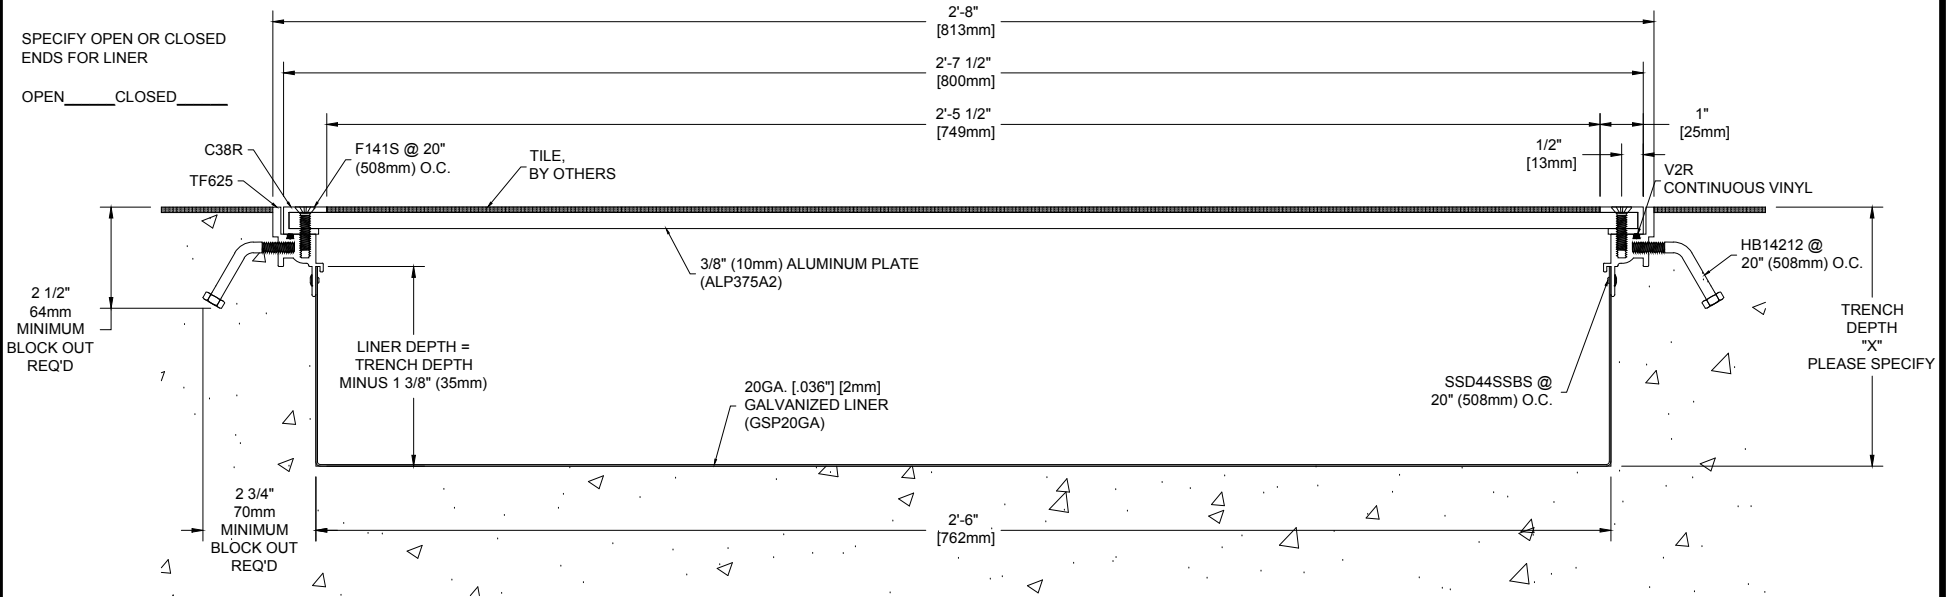 SPECIFY OPEN OR CLOSED
ENDS FOR LINER
OPEN______CLOSED______
2'-8"
[813mm]
2'-7 1/2"
[800mm]
2'-5 1/2"
[749mm]
1"
[25mm]
1/2"
[13mm]
C38R
TF625
F141S @ 20"
(508mm) O.C.
TILE,
BY OTHERS
V2R
CONTINUOUS VINYL
HB14212 @
20" (508mm) O.C.
3/8" (10mm) ALUMINUM PLATE
(ALP375A2)
2 1/2"
64mm
MINIMUM
BLOCK OUT
REQ'D
LINER DEPTH =
TRENCH DEPTH
MINUS 1 3/8" (35mm)
20GA. [.036"] [2mm]
GALVANIZED LINER
(GSP20GA)
SSD44SSBS @
20" (508mm) O.C.
TRENCH
DEPTH
"X"
PLEASE SPECIFY
2 3/4"
70mm
MINIMUM
BLOCK OUT
REQ'D
2'-6"
[762mm]